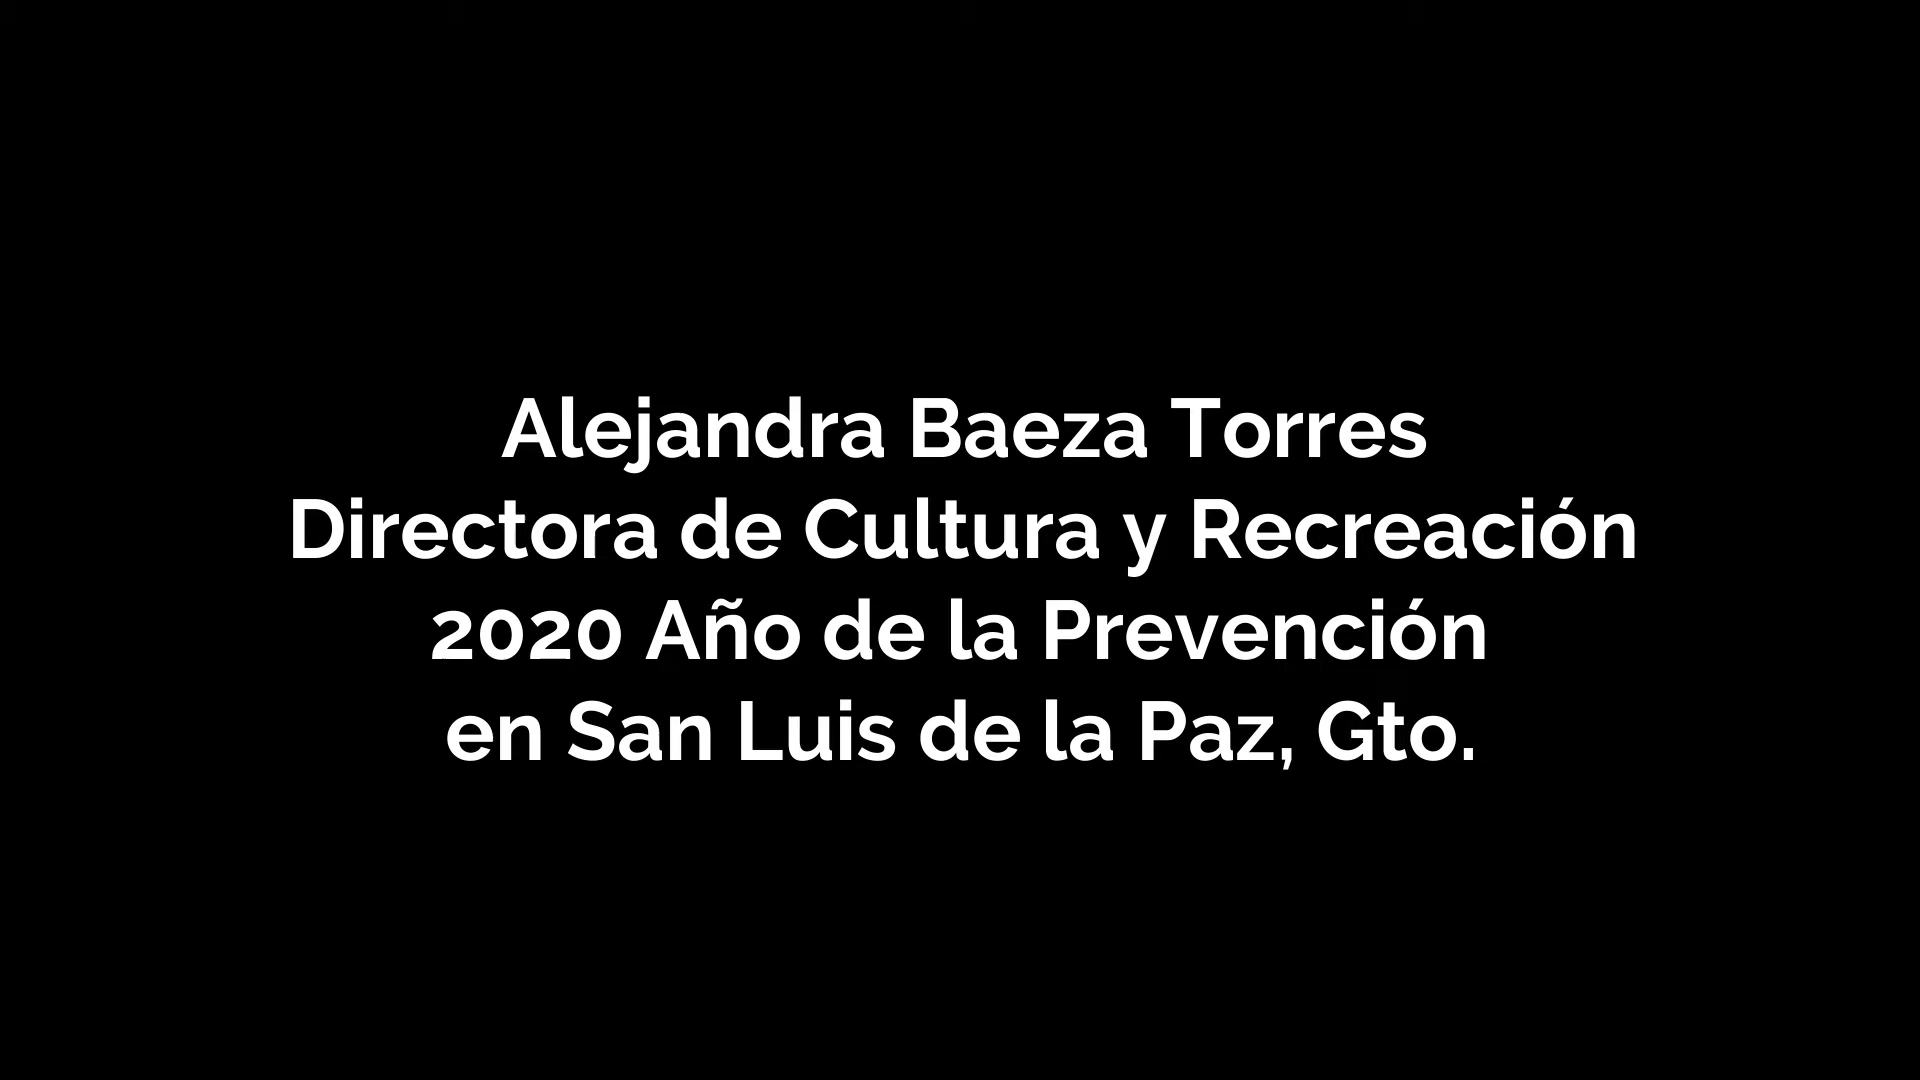 Alejandra Baeza Torres
Directora de Cultura y Recreación
2020 Año de la Prevención
en San Luis de la Paz, Gto.